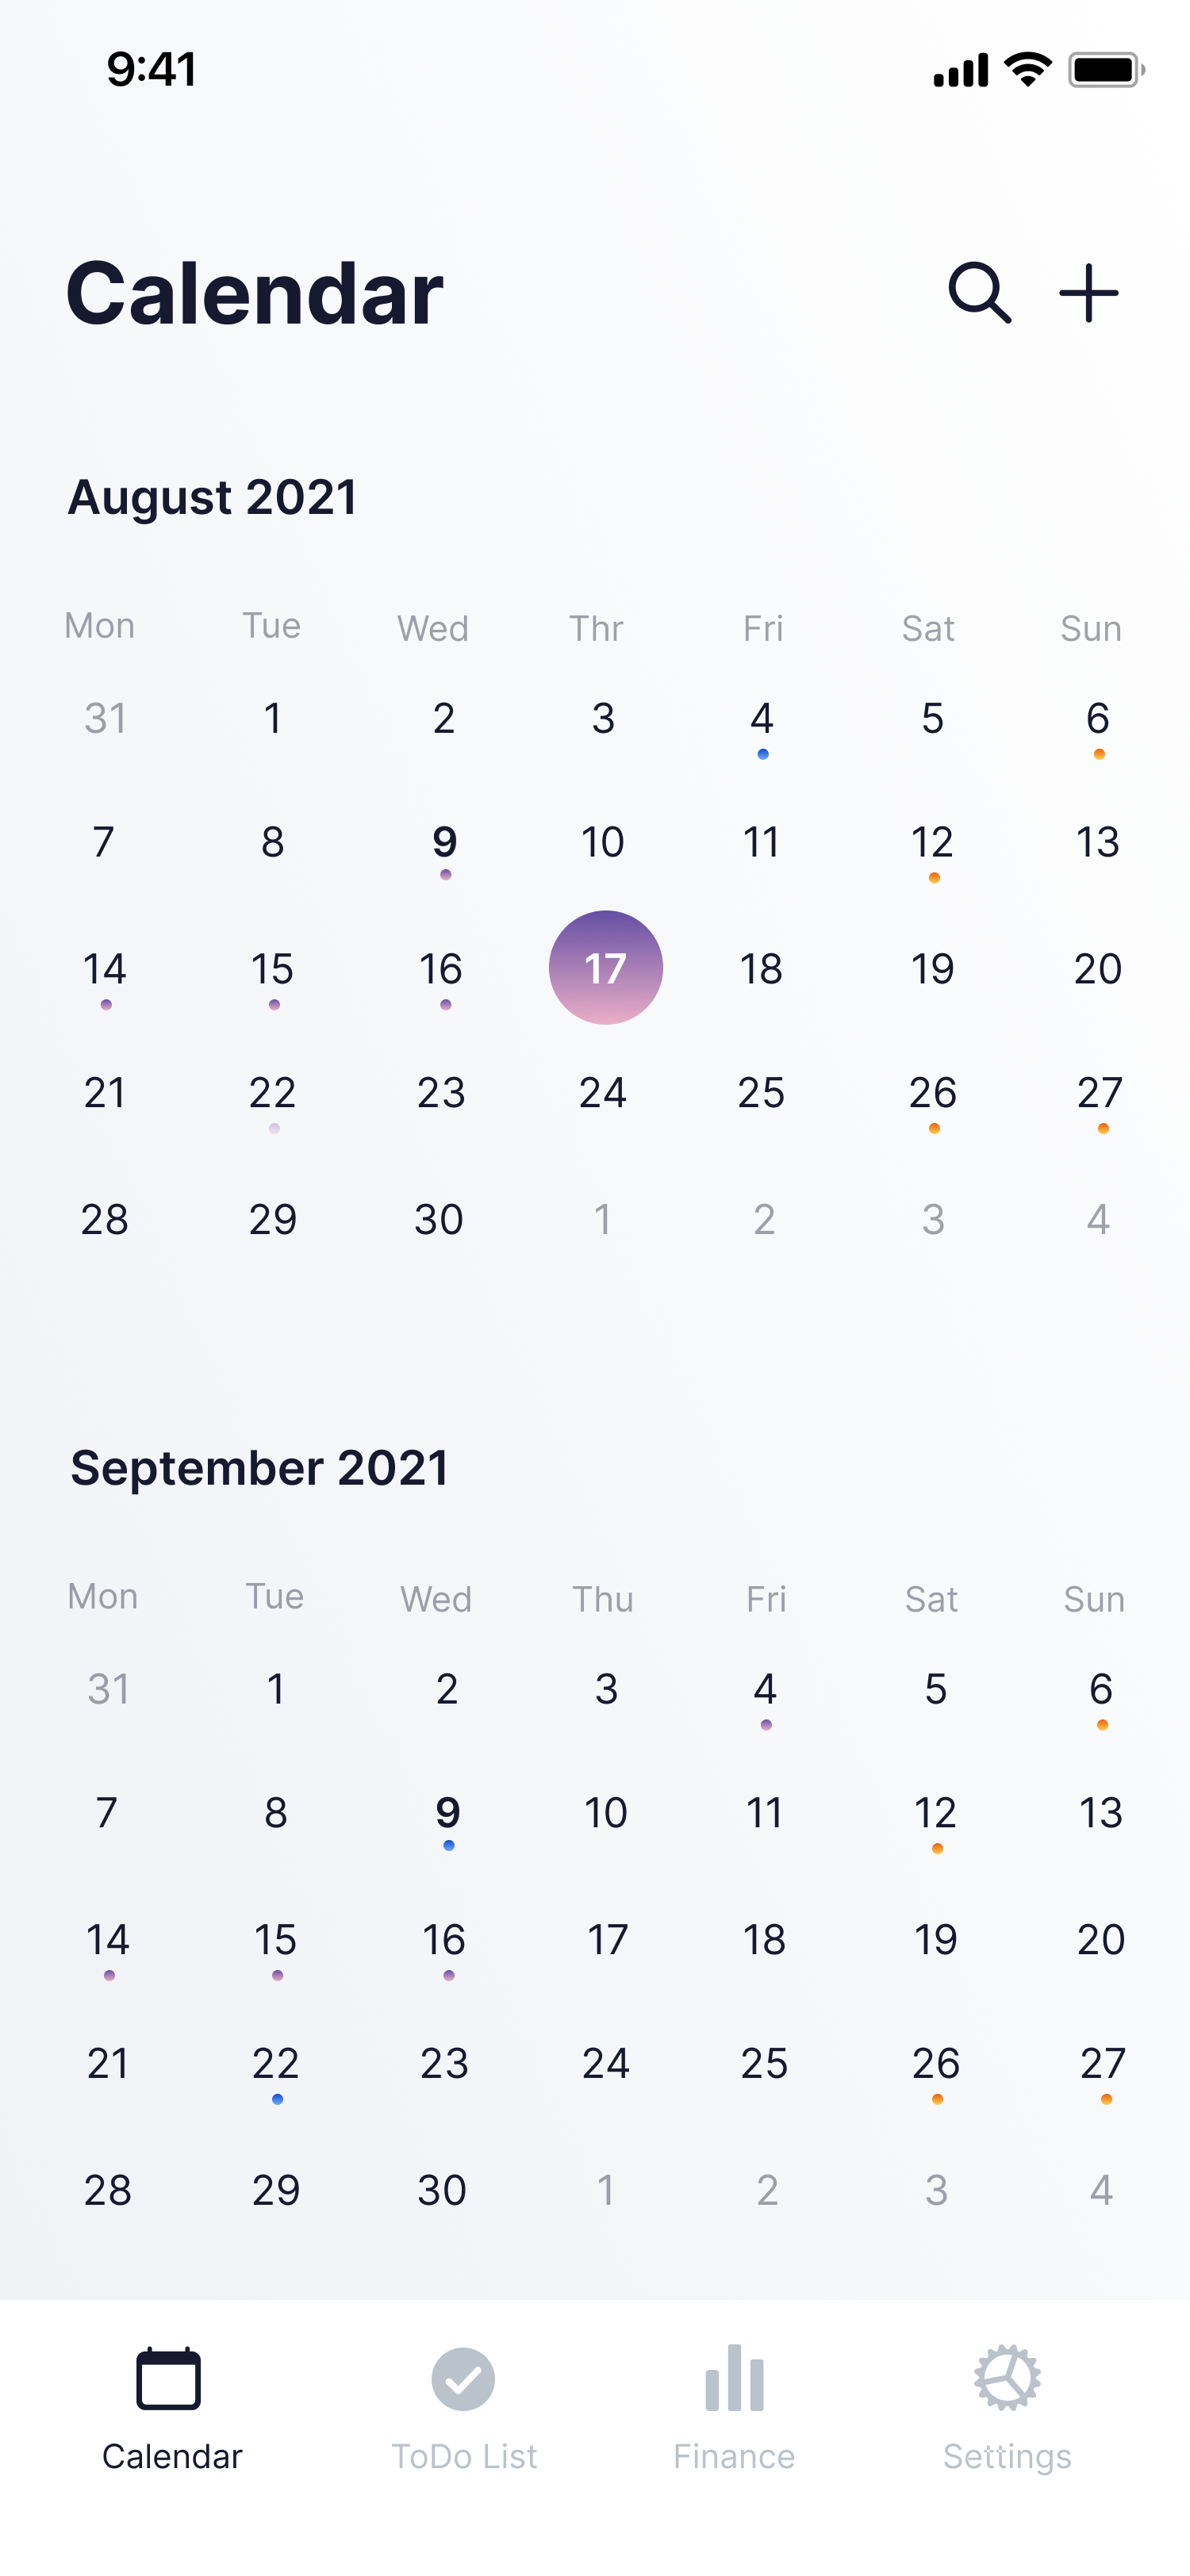 9:41
Calendar
August 2021
Mon Tue Wed Thr Fri Sat Sun
31 1 2 3 4 5 6
7 8 9 10 11 12 13
14 15 16 17 18 19 20
21 22 23 24 25 26 27
28 29 30 1 2 3 4
September 2021
Mon Tue Wed Thu Fri Sat Sun
31 1 2 3 4 5 6
7 8 9 10 11 12 13
14 15 16 17 18 19 20
21 22 23 24 25 26 27
28 29 30 1 2 3 4
Calendar ToDo List Finance Settings